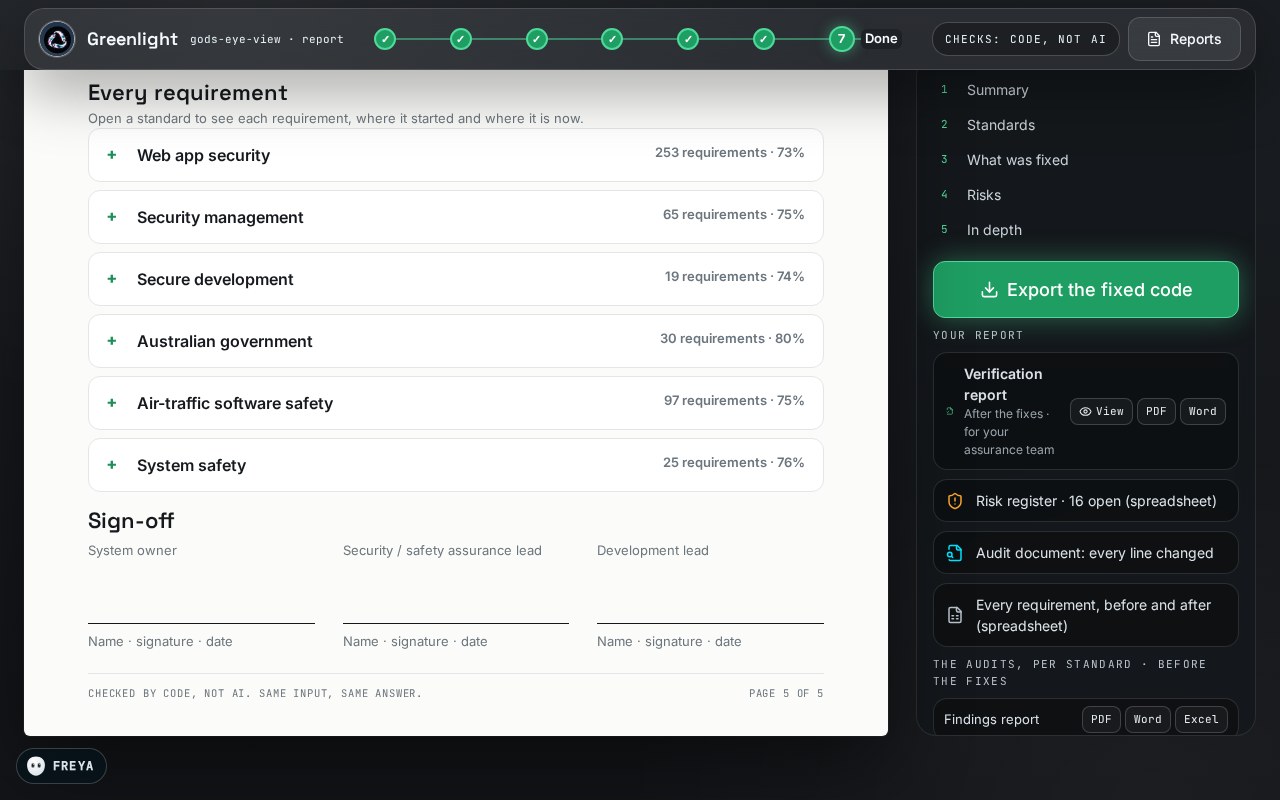 Greenlight gods-eye-view · report 7 Done CHECKS: CODE, NOT AI Reports
Every requirement
Open a standard to see each requirement, where it started and where it is now.
+ Web app security 253 requirements · 73%
+ Security management 65 requirements · 75%
+ Secure development 19 requirements · 74%
+ Australian government 30 requirements · 80%
+ Air-traffic software safety 97 requirements · 75%
+ System safety 25 requirements · 76%
Sign-off
System owner Security / safety assurance lead Development lead
Name · signature · date Name · signature · date Name · signature · date
CHECKED BY CODE, NOT AI. SAME INPUT, SAME ANSWER. PAGE 5 OF 5
1 Summary
2 Standards
3 What was fixed
4 Risks
5 In depth
Export the fixed code
YOUR REPORT
Verification
report
After the fixes ·
for your
assurance team
View PDF Word
Risk register · 16 open (spreadsheet)
Audit document: every line changed
Every requirement, before and after
(spreadsheet)
THE AUDITS, PER STANDARD · BEFORE
THE FIXES
Findings report PDF Word Excel
FREYA